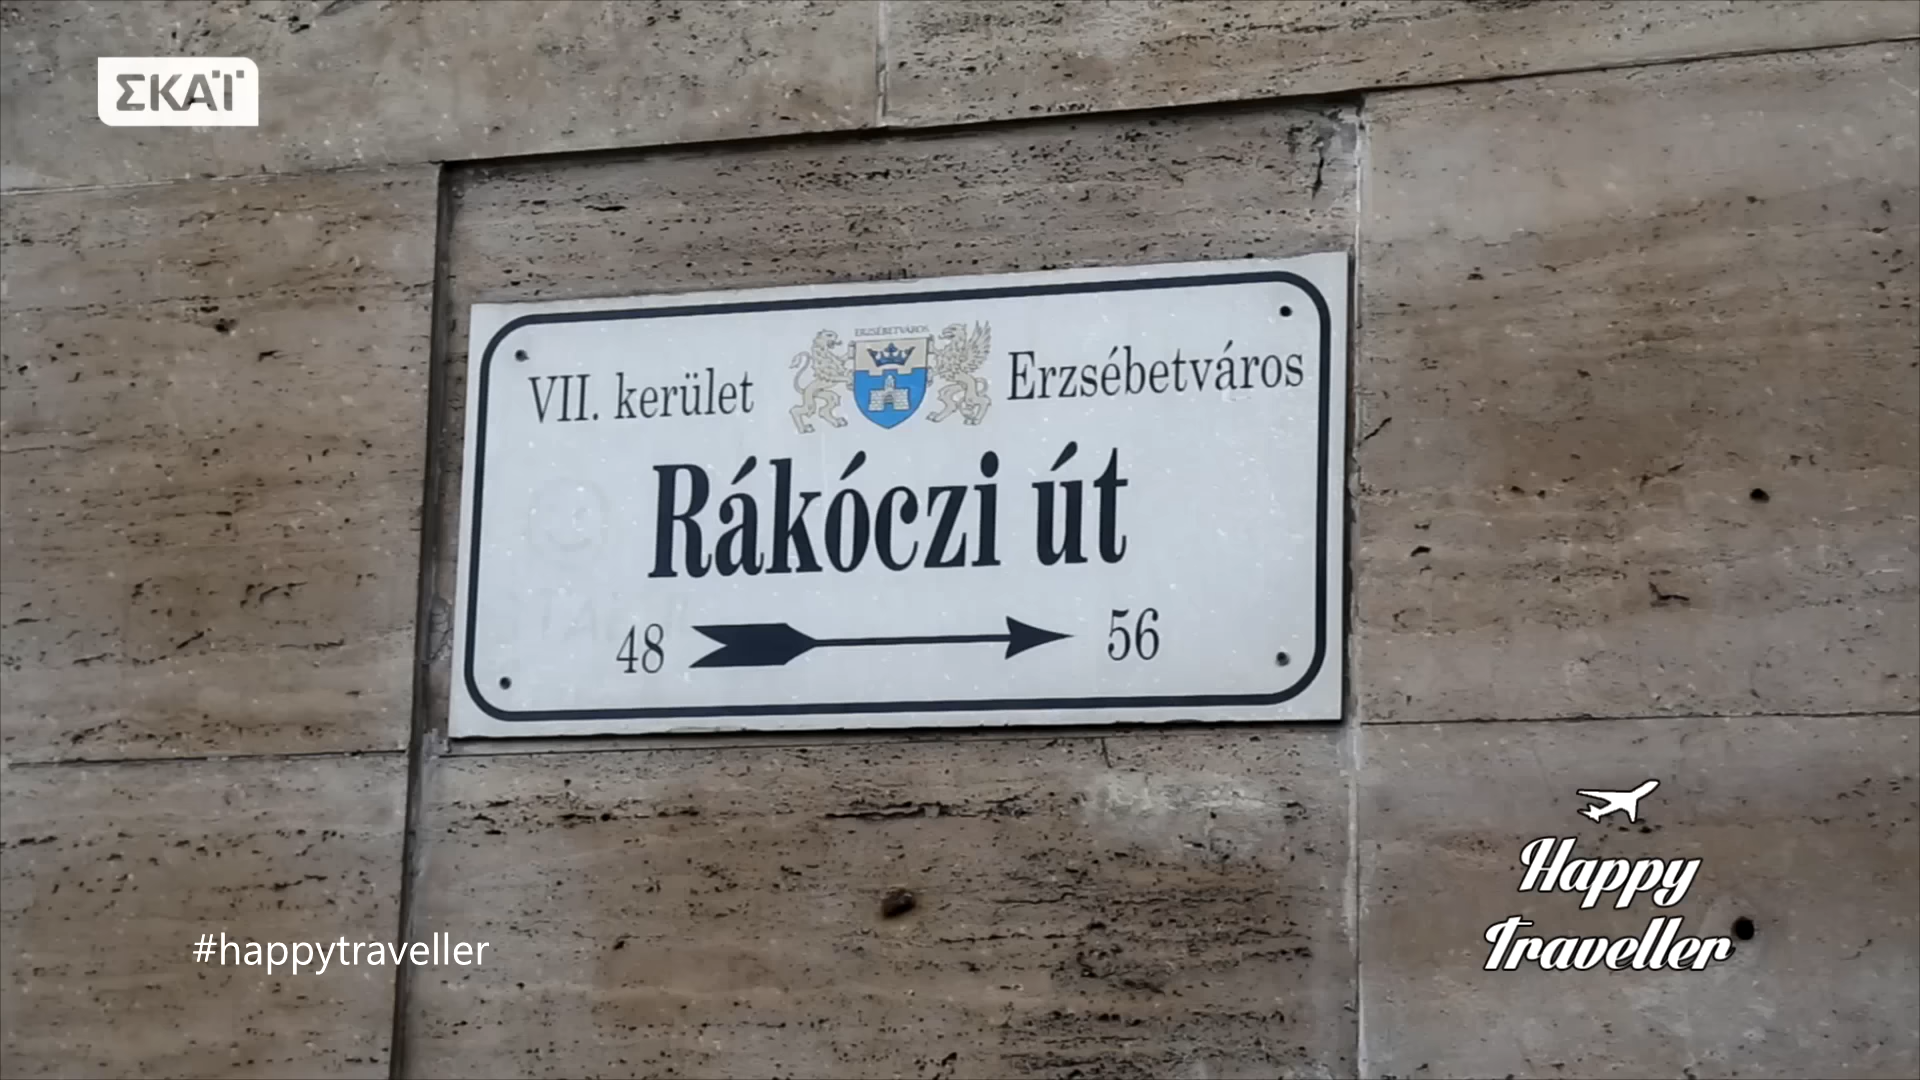 ΣΚΑΪ
ERZSÉBETVÁROS
VII. kerület Erzsébetváros
Rákóczi út
48 56
Happy
Traveller
#happytraveller